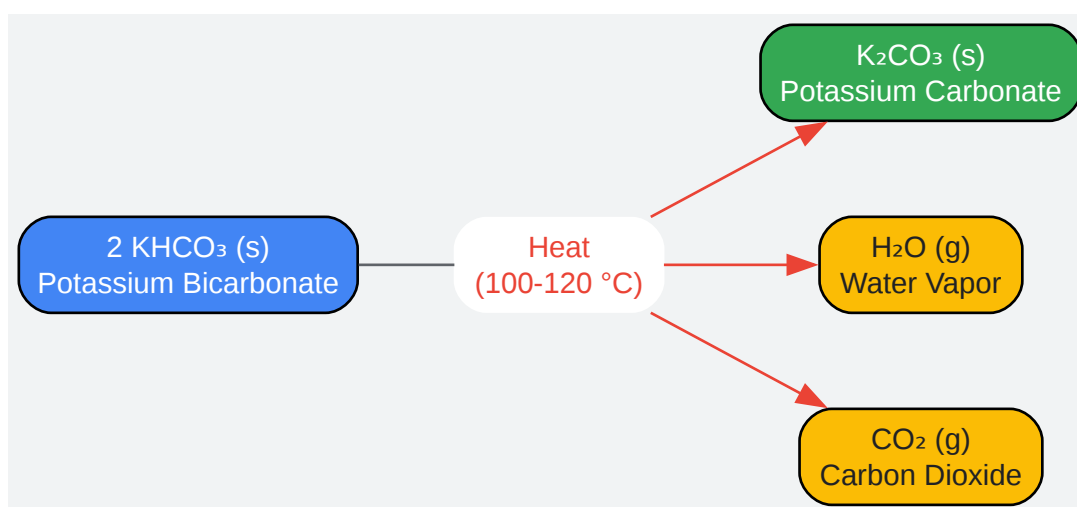 K₂CO₃ (s)
Potassium Carbonate
2 KHCO₃ (s)
Potassium Bicarbonate
Heat
(100-120 °C)
H₂O (g)
Water Vapor
CO₂ (g)
Carbon Dioxide